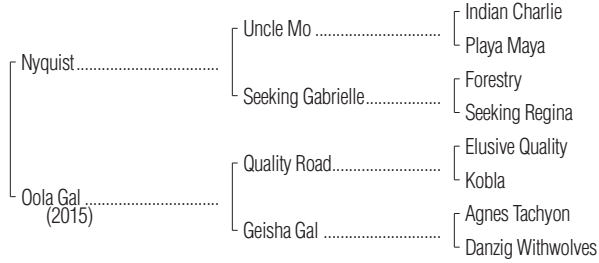 Indian Charlie
Uncle Mo
Playa Maya
Nyquist
Forestry
Seeking Gabrielle
Seeking Regina
Elusive Quality
Quality Road
Kobla
Oola Gal
(2015)
Agnes Tachyon
Geisha Gal
Danzig Withwolves